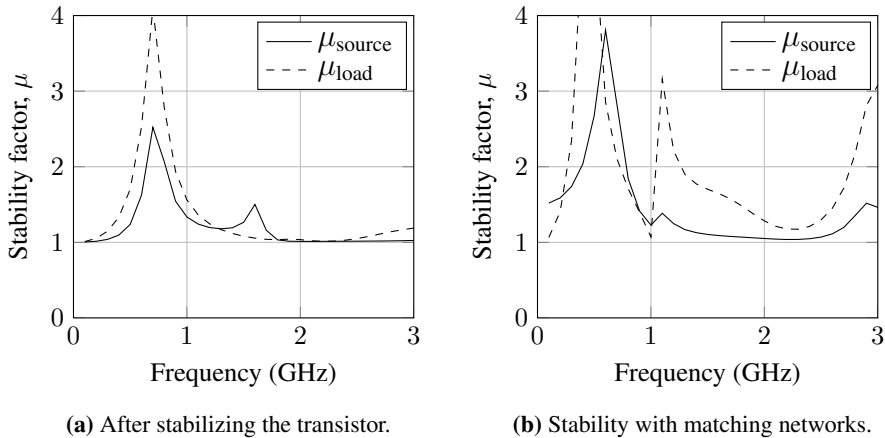 4
3
2
1
0
0
1
2
3
Stability factor, μ
Frequency (GHz)
μsource
μload
(a) After stabilizing the transistor.
4
3
2
1
0
0
1
2
3
Stability factor, μ
Frequency (GHz)
μsource
μload
(b) Stability with matching networks.